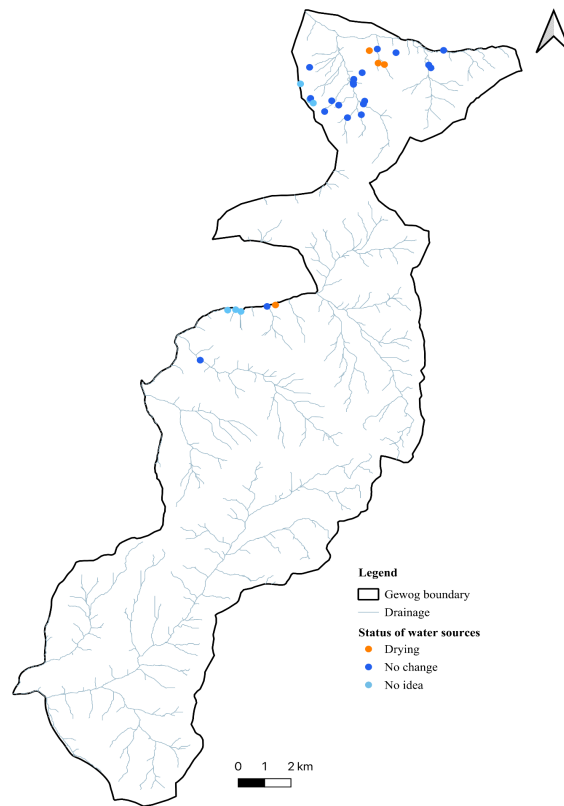 Legend
Gewog boundary
Drainage
Status of water sources
Drying
No change
No idea
0 1 2 km